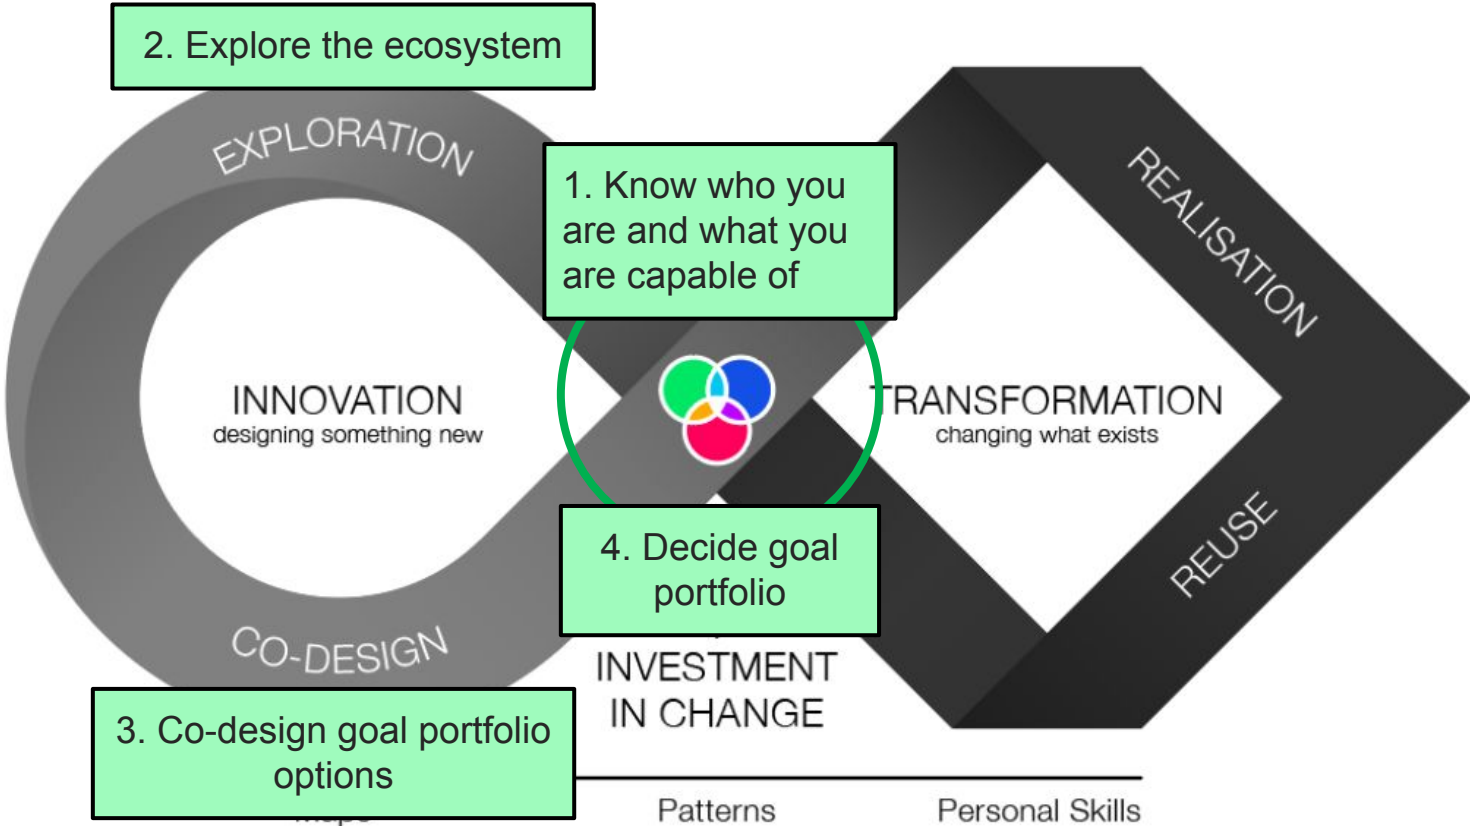 2. Explore the ecosystem
EXPLORATION
1. Know who you
are and what you
are capable of
REALISATION
INNOVATION
designing something new
TRANSFORMATION
changing what exists
REUSE
4. Decide goal
portfolio
CO-DESIGN
INVESTMENT
IN CHANGE
3. Co-design goal portfolio
options
Patterns
Personal Skills